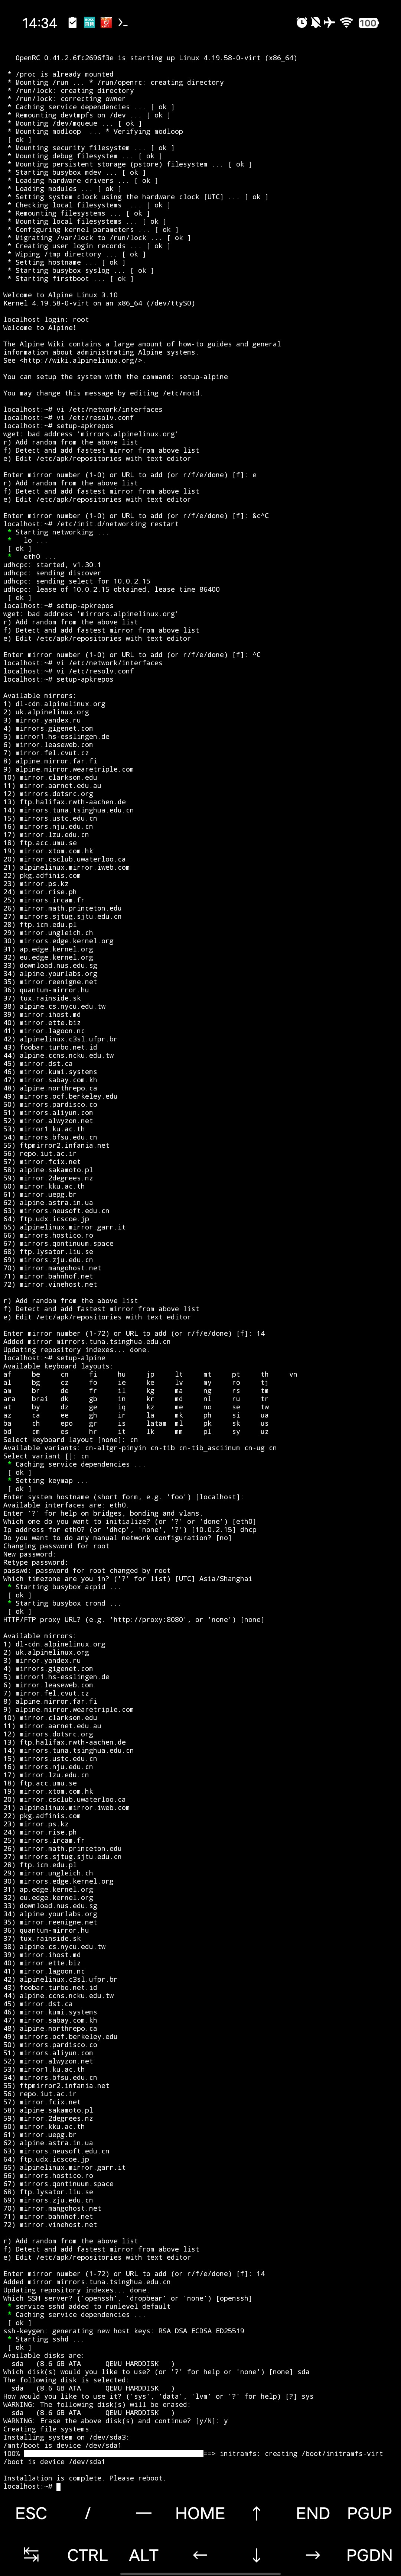 14:34
100
OpenRC 0.41.2.6fc2696f3e is starting up Linux 4.19.58-0-virt (x86_64)
* /proc is already mounted
* Mounting /run ... * /run/openrc: creating directory
* /run/lock: creating directory
* /run/lock: correcting owner
* Caching service dependencies ... [ ok ]
* Remounting devtmpfs on /dev ... [ ok ]
* Mounting /dev/mqueue ... [ ok ]
* Mounting modloop  ... * Verifying modloop
[ ok ]
* Mounting security filesystem ... [ ok ]
* Mounting debug filesystem ... [ ok ]
* Mounting persistent storage (pstore) filesystem ... [ ok ]
* Starting busybox mdev ... [ ok ]
* Loading hardware drivers ... [ ok ]
* Loading modules ... [ ok ]
* Setting system clock using the hardware clock [UTC] ... [ ok ]
* Checking local filesystems  ... [ ok ]
* Remounting filesystems ... [ ok ]
* Mounting local filesystems ... [ ok ]
* Configuring kernel parameters ... [ ok ]
* Migrating /var/lock to /run/lock ... [ ok ]
* Creating user login records ... [ ok ]
* Wiping /tmp directory ... [ ok ]
* Setting hostname ... [ ok ]
* Starting busybox syslog ... [ ok ]
* Starting firstboot ... [ ok ]
Welcome to Alpine Linux 3.10
Kernel 4.19.58-0-virt on an x86_64 (/dev/ttyS0)
localhost login: root
Welcome to Alpine!
The Alpine Wiki contains a large amount of how-to guides and general
information about administrating Alpine systems.
See <http://wiki.alpinelinux.org/>.
You can setup the system with the command: setup-alpine
You may change this message by editing /etc/motd.
localhost:~# vi /etc/network/interfaces
localhost:~# vi /etc/resolv.conf
localhost:~# setup-apkrepos
wget: bad address 'mirrors.alpinelinux.org'
r) Add random from the above list
f) Detect and add fastest mirror from above list
e) Edit /etc/apk/repositories with text editor
Enter mirror number (1-0) or URL to add (or r/f/e/done) [f]: e
r) Add random from the above list
f) Detect and add fastest mirror from above list
e) Edit /etc/apk/repositories with text editor
Enter mirror number (1-0) or URL to add (or r/f/e/done) [f]: &c^C
localhost:~# /etc/init.d/networking restart
* Starting networking ...
*   lo ...
[ ok ]
*   eth0 ...
udhcpc: started, v1.30.1
udhcpc: sending discover
udhcpc: sending select for 10.0.2.15
udhcpc: lease of 10.0.2.15 obtained, lease time 86400
[ ok ]
localhost:~# setup-apkrepos
wget: bad address 'mirrors.alpinelinux.org'
r) Add random from the above list
f) Detect and add fastest mirror from above list
e) Edit /etc/apk/repositories with text editor
Enter mirror number (1-0) or URL to add (or r/f/e/done) [f]: ^C
localhost:~# vi /etc/network/interfaces
localhost:~# vi /etc/resolv.conf
localhost:~# setup-apkrepos
Available mirrors:
1) dl-cdn.alpinelinux.org
2) uk.alpinelinux.org
3) mirror.yandex.ru
4) mirrors.gigenet.com
5) mirror1.hs-esslingen.de
6) mirror.leaseweb.com
7) mirror.fel.cvut.cz
8) alpine.mirror.far.fi
9) alpine.mirror.wearetriple.com
10) mirror.clarkson.edu
11) mirror.aarnet.edu.au
12) mirrors.dotsrc.org
13) ftp.halifax.rwth-aachen.de
14) mirrors.tuna.tsinghua.edu.cn
15) mirrors.ustc.edu.cn
16) mirrors.nju.edu.cn
17) mirror.lzu.edu.cn
18) ftp.acc.umu.se
19) mirror.xtom.com.hk
20) mirror.csclub.uwaterloo.ca
21) alpinelinux.mirror.iweb.com
22) pkg.adfinis.com
23) mirror.ps.kz
24) mirror.rise.ph
25) mirrors.ircam.fr
26) mirror.math.princeton.edu
27) mirrors.sjtug.sjtu.edu.cn
28) ftp.icm.edu.pl
29) mirror.ungleich.ch
30) mirrors.edge.kernel.org
31) ap.edge.kernel.org
32) eu.edge.kernel.org
33) download.nus.edu.sg
34) alpine.yourlabs.org
35) mirror.reenigne.net
36) quantum-mirror.hu
37) tux.rainside.sk
38) alpine.cs.nycu.edu.tw
39) mirror.ihost.md
40) mirror.ette.biz
41) mirror.lagoon.nc
42) alpinelinux.c3sl.ufpr.br
43) foobar.turbo.net.id
44) alpine.ccns.ncku.edu.tw
45) mirror.dst.ca
46) mirror.kumi.systems
47) mirror.sabay.com.kh
48) alpine.northrepo.ca
49) mirrors.ocf.berkeley.edu
50) mirrors.pardisco.co
51) mirrors.aliyun.com
52) mirror.alwyzon.net
53) mirror1.ku.ac.th
54) mirrors.bfsu.edu.cn
55) ftpmirror2.infania.net
56) repo.iut.ac.ir
57) mirror.fcix.net
58) alpine.sakamoto.pl
59) mirror.2degrees.nz
60) mirror.kku.ac.th
61) mirror.uepg.br
62) alpine.astra.in.ua
63) mirrors.neusoft.edu.cn
64) ftp.udx.icscoe.jp
65) alpinelinux.mirror.garr.it
66) mirrors.hostico.ro
67) mirrors.qontinuum.space
68) ftp.lysator.liu.se
69) mirrors.zju.edu.cn
70) mirror.mangohost.net
71) mirror.bahnhof.net
72) mirror.vinehost.net
r) Add random from the above list
f) Detect and add fastest mirror from above list
e) Edit /etc/apk/repositories with text editor
Enter mirror number (1-72) or URL to add (or r/f/e/done) [f]: 14
Added mirror mirrors.tuna.tsinghua.edu.cn
Updating repository indexes... done.
localhost:~# setup-alpine
Available keyboard layouts:
af be cn fi hu jp lt mt pt th vn
al bg cz fo ie ke lv my ro tj
am br de fr il kg ma ng rs tm
ara brai dk gb in kr md nl ru tr
at by dz ge iq kz me no se tw
az ca ee gh ir la mk ph si ua
ba ch epo gr is latam ml pk sk us
bd cm es hr it lk mm pl sy uz
Select keyboard layout [none]: cn
Available variants: cn-altgr-pinyin cn-tib cn-tib_asciinum cn-ug cn
Select variant []: cn
* Caching service dependencies ...
[ ok ]
* Setting keymap ...
[ ok ]
Enter system hostname (short form, e.g. 'foo') [localhost]:
Available interfaces are: eth0.
Enter '?' for help on bridges, bonding and vlans.
Which one do you want to initialize? (or '?' or 'done') [eth0]
Ip address for eth0? (or 'dhcp', 'none', '?') [10.0.2.15] dhcp
Do you want to do any manual network configuration? [no]
Changing password for root
New password:
Retype password:
passwd: password for root changed by root
Which timezone are you in? ('?' for list) [UTC] Asia/Shanghai
* Starting busybox acpid ...
[ ok ]
* Starting busybox crond ...
[ ok ]
HTTP/FTP proxy URL? (e.g. 'http://proxy:8080', or 'none') [none]
Available mirrors:
1) dl-cdn.alpinelinux.org
2) uk.alpinelinux.org
3) mirror.yandex.ru
4) mirrors.gigenet.com
5) mirror1.hs-esslingen.de
6) mirror.leaseweb.com
7) mirror.fel.cvut.cz
8) alpine.mirror.far.fi
9) alpine.mirror.wearetriple.com
10) mirror.clarkson.edu
11) mirror.aarnet.edu.au
12) mirrors.dotsrc.org
13) ftp.halifax.rwth-aachen.de
14) mirrors.tuna.tsinghua.edu.cn
15) mirrors.ustc.edu.cn
16) mirrors.nju.edu.cn
17) mirror.lzu.edu.cn
18) ftp.acc.umu.se
19) mirror.xtom.com.hk
20) mirror.csclub.uwaterloo.ca
21) alpinelinux.mirror.iweb.com
22) pkg.adfinis.com
23) mirror.ps.kz
24) mirror.rise.ph
25) mirrors.ircam.fr
26) mirror.math.princeton.edu
27) mirrors.sjtug.sjtu.edu.cn
28) ftp.icm.edu.pl
29) mirror.ungleich.ch
30) mirrors.edge.kernel.org
31) ap.edge.kernel.org
32) eu.edge.kernel.org
33) download.nus.edu.sg
34) alpine.yourlabs.org
35) mirror.reenigne.net
36) quantum-mirror.hu
37) tux.rainside.sk
38) alpine.cs.nycu.edu.tw
39) mirror.ihost.md
40) mirror.ette.biz
41) mirror.lagoon.nc
42) alpinelinux.c3sl.ufpr.br
43) foobar.turbo.net.id
44) alpine.ccns.ncku.edu.tw
45) mirror.dst.ca
46) mirror.kumi.systems
47) mirror.sabay.com.kh
48) alpine.northrepo.ca
49) mirrors.ocf.berkeley.edu
50) mirrors.pardisco.co
51) mirrors.aliyun.com
52) mirror.alwyzon.net
53) mirror1.ku.ac.th
54) mirrors.bfsu.edu.cn
55) ftpmirror2.infania.net
56) repo.iut.ac.ir
57) mirror.fcix.net
58) alpine.sakamoto.pl
59) mirror.2degrees.nz
60) mirror.kku.ac.th
61) mirror.uepg.br
62) alpine.astra.in.ua
63) mirrors.neusoft.edu.cn
64) ftp.udx.icscoe.jp
65) alpinelinux.mirror.garr.it
66) mirrors.hostico.ro
67) mirrors.qontinuum.space
68) ftp.lysator.liu.se
69) mirrors.zju.edu.cn
70) mirror.mangohost.net
71) mirror.bahnhof.net
72) mirror.vinehost.net
r) Add random from the above list
f) Detect and add fastest mirror from above list
e) Edit /etc/apk/repositories with text editor
Enter mirror number (1-72) or URL to add (or r/f/e/done) [f]: 14
Added mirror mirrors.tuna.tsinghua.edu.cn
Updating repository indexes... done.
Which SSH server? ('openssh', 'dropbear' or 'none') [openssh]
* service sshd added to runlevel default
* Caching service dependencies ...
[ ok ]
ssh-keygen: generating new host keys: RSA DSA ECDSA ED25519
* Starting sshd ...
[ ok ]
Available disks are:
sda   (8.6 GB ATA      QEMU HARDDISK   )
Which disk(s) would you like to use? (or '?' for help or 'none') [none] sda
The following disk is selected:
sda   (8.6 GB ATA      QEMU HARDDISK   )
How would you like to use it? ('sys', 'data', 'lvm' or '?' for help) [?] sys
WARNING: The following disk(s) will be erased:
sda   (8.6 GB ATA      QEMU HARDDISK   )
WARNING: Erase the above disk(s) and continue? [y/N]: y
Creating file systems...
Installing system on /dev/sda3:
/mnt/boot is device /dev/sda1
100% ==> initramfs: creating /boot/initramfs-virt
/boot is device /dev/sda1
Installation is complete. Please reboot.
localhost:~#
ESC / — HOME ↑ END PGUP
↹ CTRL ALT ← ↓ → PGDN